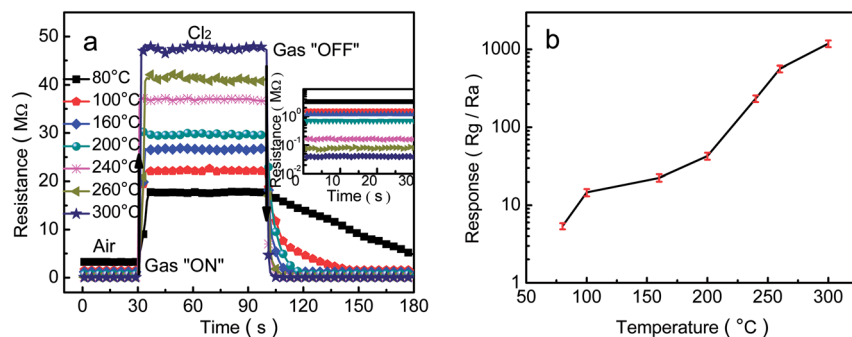 a
Cl2
Gas "OFF"
80°C
100°C
160°C
200°C
240°C
260°C
300°C
Air
Gas "ON"
Resistance ( MΩ )
50
40
30
20
10
0
0 30 60 90 120 150 180
Time ( s )
Resistance ( MΩ )
10^0
10^-1
10^-2
0 10 20 30
Time ( s )
b
Response ( Rg / Ra )
1000
100
10
1
50 100 150 200 250 300
Temperature ( °C )